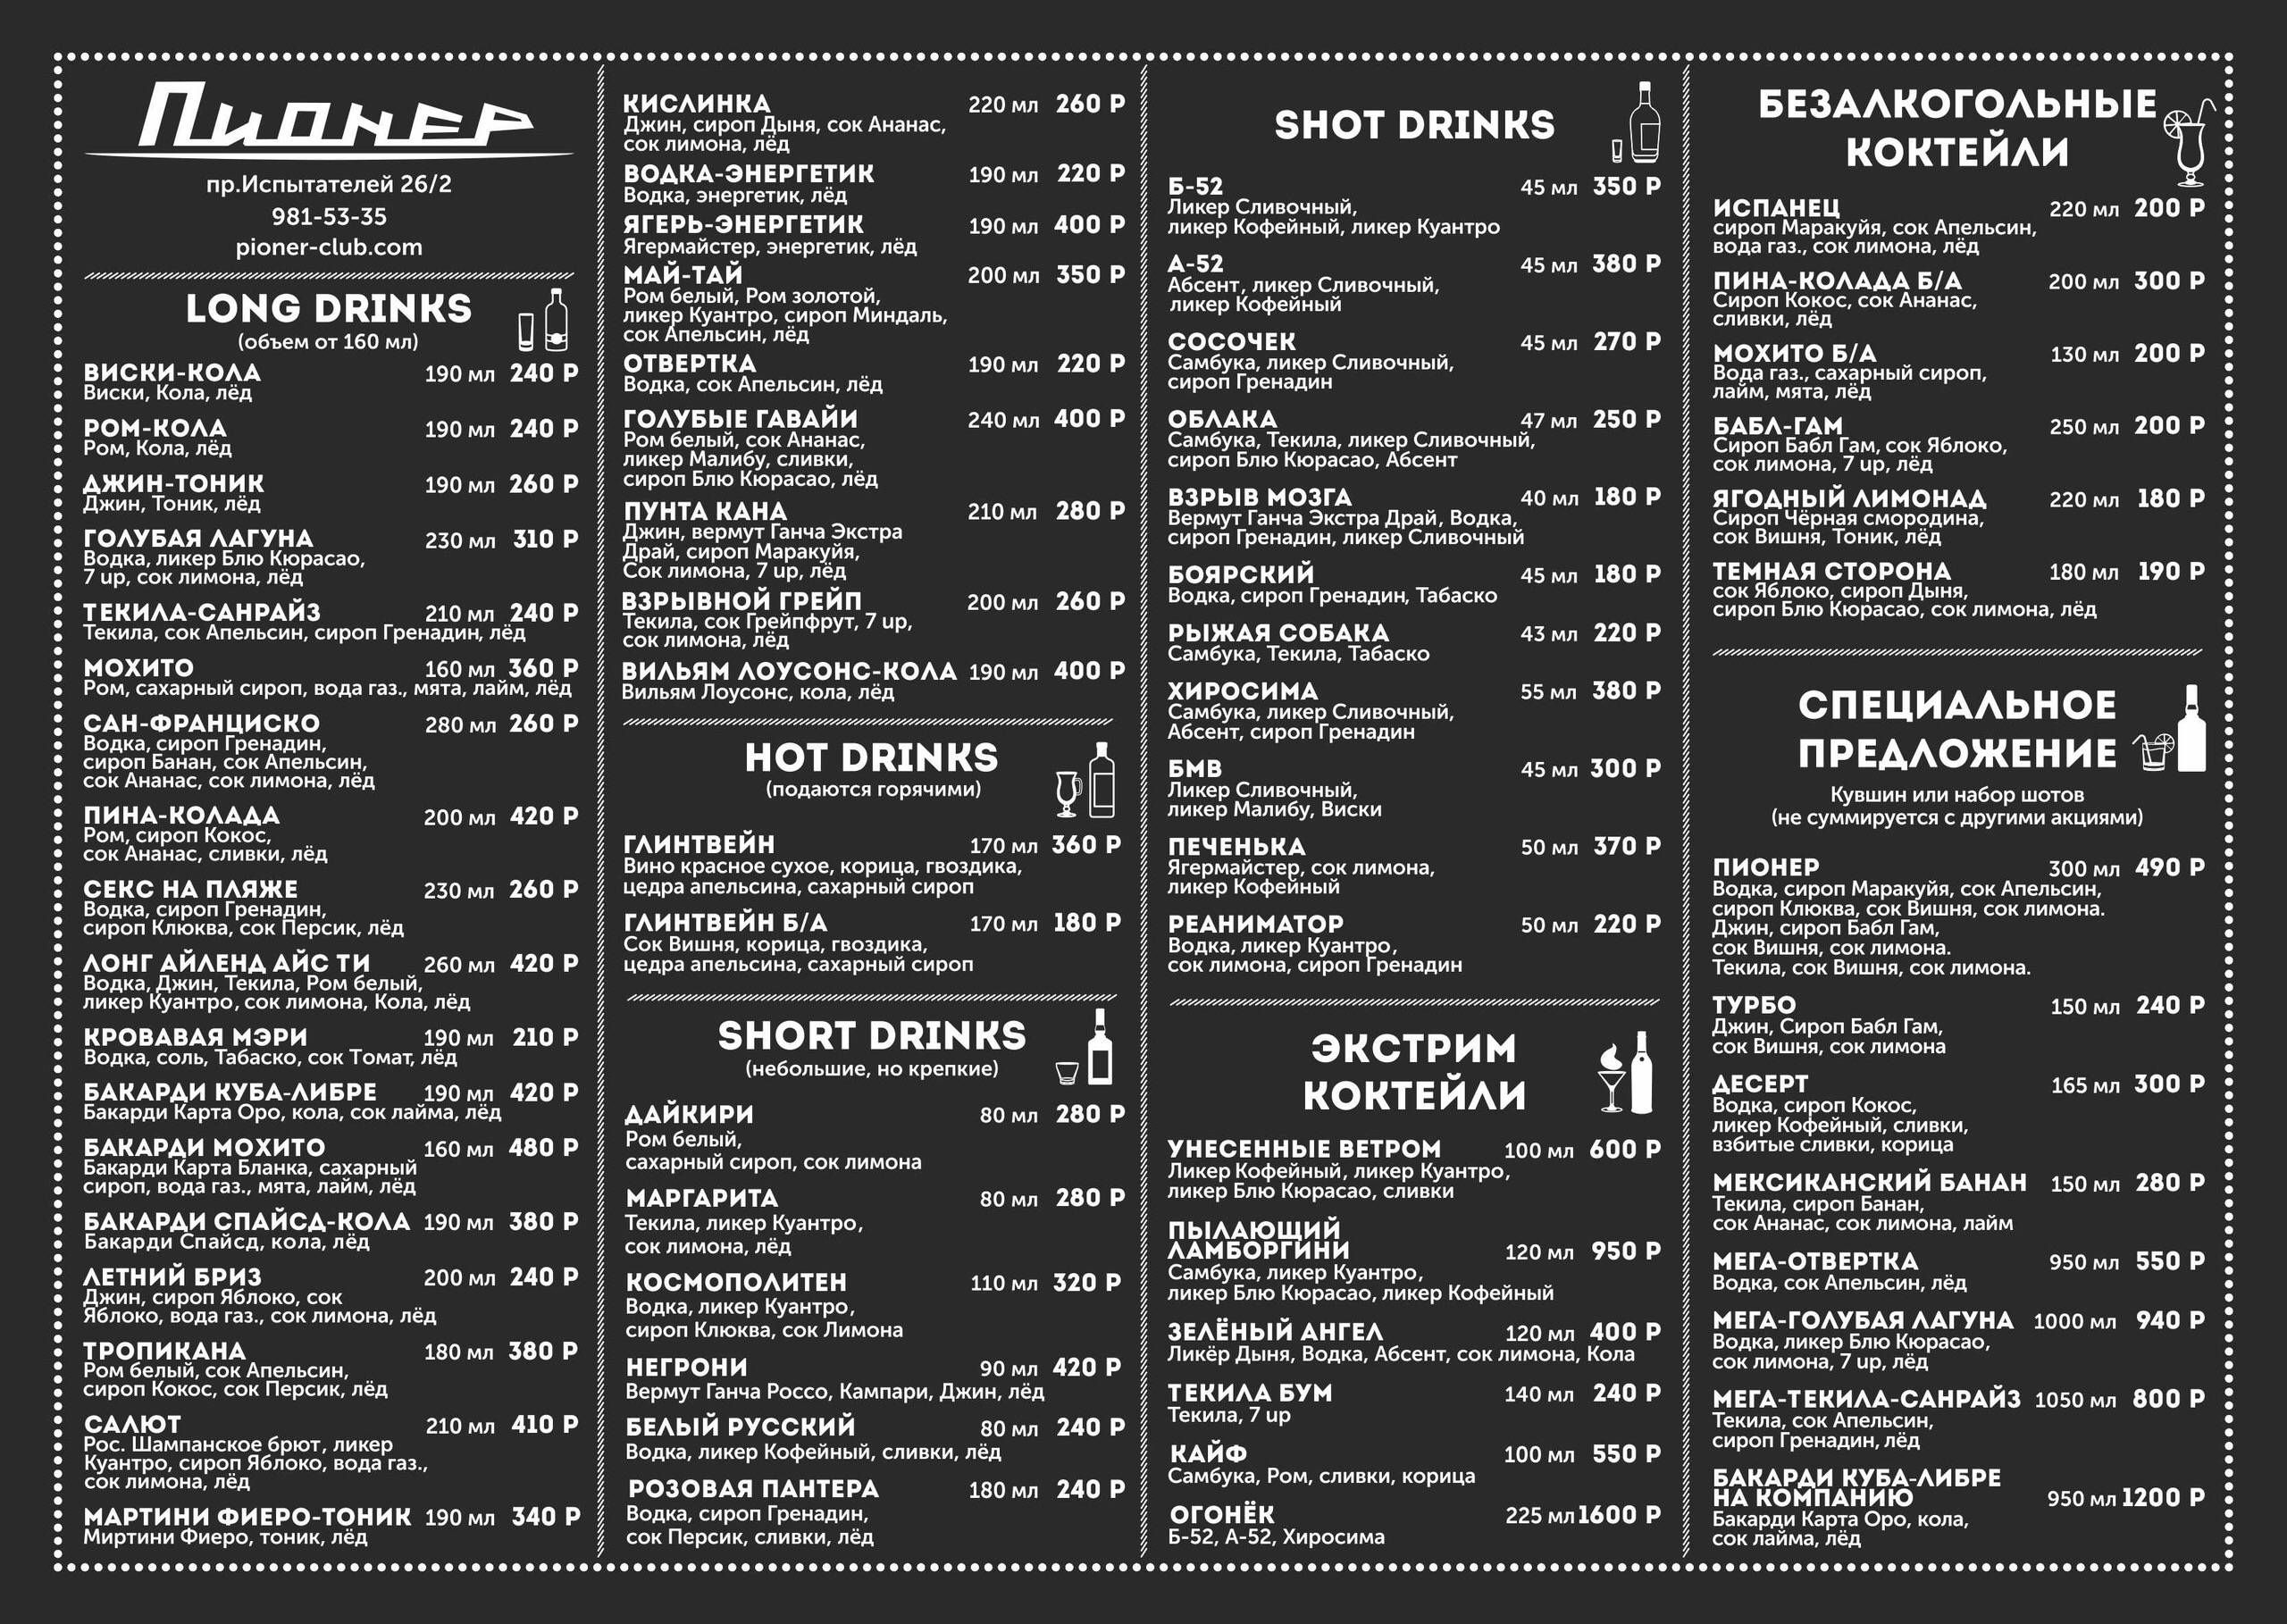 Пионер
пр.Испытателей 26/2
981-53-35
pioner-club.com
LONG DRINKS
(объем от 160 мл)
ВИСКИ-КОЛА 190 мл 240 Р
Виски, Кола, лёд
РОМ-КОЛА 190 мл 240 Р
Ром, Кола, лёд
ДЖИН-ТОНИК 190 мл 260 Р
Джин, Тоник, лёд
ГОЛУБАЯ ЛАГУНА 230 мл 310 Р
Водка, ликер Блю Кюрасао,
7 up, сок лимона, лёд
ТЕКИЛА-САНРАЙЗ 210 мл 240 Р
Текила, сок Апельсин, сироп Гренадин, лёд
МОХИТО 160 мл 360 Р
Ром, сахарный сироп, вода газ., мята, лайм, лёд
САН-ФРАНЦИСКО 280 мл 260 Р
Водка, сироп Гренадин,
сироп Банан, сок Апельсин,
сок Ананас, сок лимона, лёд
ПИНА-КОЛАДА 200 мл 420 Р
Ром, сироп Кокос,
сок Ананас, сливки, лёд
СЕКС НА ПЛЯЖЕ 230 мл 260 Р
Водка, сироп Гренадин,
сироп Клюква, сок Персик, лёд
ЛОНГ АЙЛЕНД АЙС ТИ 260 мл 420 Р
Водка, Джин, Текила, Ром белый,
ликер Куантро, сок лимона, Кола, лёд
КРОВАВАЯ МЭРИ 190 мл 210 Р
Водка, соль, Табаско, сок Томат, лёд
БАКАРДИ КУБА-ЛИБРЕ 190 мл 420 Р
Бакарди Карта Оро, кола, сок лайма, лёд
БАКАРДИ МОХИТО 160 мл 480 Р
Бакарди Карта Бланка, сахарный
сироп, вода газ., мята, лайм, лёд
БАКАРДИ СПАЙСД-КОЛА 190 мл 380 Р
Бакарди Спайсд, кола, лёд
ЛЕТНИЙ БРИЗ 200 мл 240 Р
Джин, сироп Яблоко, сок
Яблоко, вода газ., сок лимона, лёд
ТРОПИКАНА 180 мл 380 Р
Ром белый, сок Апельсин,
сироп Кокос, сок Персик, лёд
САЛЮТ 210 мл 410 Р
Рос. Шампанское брют, ликер
Куантро, сироп Яблоко, вода газ.,
сок лимона, лёд
МАРТИНИ ФИЕРО-ТОНИК 190 мл 340 Р
Миртини Фиеро, тоник, лёд
КИСЛИНКА 220 мл 260 Р
Джин, сироп Дыня, сок Ананас,
сок лимона, лёд
ВОДКА-ЭНЕРГЕТИК 190 мл 220 Р
Водка, энергетик, лёд
ЯГЕРЬ-ЭНЕРГЕТИК 190 мл 400 Р
Ягермайстер, энергетик, лёд
МАЙ-ТАЙ 200 мл 350 Р
Ром белый, Ром золотой,
ликер Куантро, сироп Миндаль,
сок Апельсин, лёд
ОТВЕРТКА 190 мл 220 Р
Водка, сок Апельсин, лёд
ГОЛУБЫЕ ГАВАЙИ 240 мл 400 Р
Ром белый, сок Ананас,
ликер Малибу, сливки,
сироп Блю Кюрасао, лёд
ПУНТА КАНА 210 мл 280 Р
Джин, вермут Ганча Экстра
Драй, сироп Маракуйя,
Сок лимона, 7 up, лёд
ВЗРЫВНОЙ ГРЕЙП 200 мл 260 Р
Текила, сок Грейпфрут, 7 up,
сок лимона, лёд
ВИЛЬЯМ ЛОУСОНС-КОЛА 190 мл 400 Р
Вильям Лоусонс, кола, лёд
HOT DRINKS
(подаются горячими)
ГЛИНТВЕЙН 170 мл 360 Р
Вино красное сухое, корица, гвоздика,
цедра апельсина, сахарный сироп
ГЛИНТВЕЙН Б/А 170 мл 180 Р
Сок Вишня, корица, гвоздика,
цедра апельсина, сахарный сироп
SHORT DRINKS
(небольшие, но крепкие)
ДАЙКИРИ 80 мл 280 Р
Ром белый,
сахарный сироп, сок лимона
МАРГАРИТА 80 мл 280 Р
Текила, ликер Куантро,
сок лимона, лёд
КОСМОПОЛИТЕН 110 мл 320 Р
Водка, ликер Куантро,
сироп Клюква, сок Лимона
НЕГРОНИ 90 мл 420 Р
Вермут Ганча Россо, Кампари, Джин, лёд
БЕЛЫЙ РУССКИЙ 80 мл 240 Р
Водка, ликер Кофейный, сливки, лёд
РОЗОВАЯ ПАНТЕРА 180 мл 240 Р
Водка, сироп Гренадин,
сок Персик, сливки, лёд
SHOT DRINKS
Б-52 45 мл 350 Р
Ликер Сливочный,
ликер Кофейный, ликер Куантро
А-52 45 мл 380 Р
Абсент, ликер Сливочный,
ликер Кофейный
СОСОЧЕК 45 мл 270 Р
Самбука, ликер Сливочный,
сироп Гренадин
ОБЛАКА 47 мл 250 Р
Самбука, Текила, ликер Сливочный,
сироп Блю Кюрасао, Абсент
ВЗРЫВ МОЗГА 40 мл 180 Р
Вермут Ганча Экстра Драй, Водка,
сироп Гренадин, ликер Сливочный
БОЯРСКИЙ 45 мл 180 Р
Водка, сироп Гренадин, Табаско
РЫЖАЯ СОБАКА 43 мл 220 Р
Самбука, Текила, Табаско
ХИРОСИМА 55 мл 380 Р
Самбука, ликер Сливочный,
Абсент, сироп Гренадин
БМВ 45 мл 300 Р
Ликер Сливочный,
ликер Малибу, Виски
ПЕЧЕНЬКА 50 мл 370 Р
Ягермайстер, сок лимона,
ликер Кофейный
РЕАНИМАТОР 50 мл 220 Р
Водка, ликер Куантро,
сок лимона, сироп Гренадин
ЭКСТРИМ
КОКТЕЙЛИ
УНЕСЕННЫЕ ВЕТРОМ 100 мл 600 Р
Ликер Кофейный, ликер Куантро,
ликер Блю Кюрасао, сливки
ПЫЛАЮЩИЙ
ЛАМБОРГИНИ 120 мл 950 Р
Самбука, ликер Куантро,
ликер Блю Кюрасао, ликер Кофейный
ЗЕЛЁНЫЙ АНГЕЛ 120 мл 400 Р
Ликёр Дыня, Водка, Абсент, сок лимона, Кола
ТЕКИЛА БУМ 140 мл 240 Р
Текила, 7 up
КАЙФ 100 мл 550 Р
Самбука, Ром, сливки, корица
ОГОНЁК 225 мл 1600 Р
Б-52, А-52, Хиросима
БЕЗАЛКОГОЛЬНЫЕ
КОКТЕЙЛИ
ИСПАНЕЦ 220 мл 200 Р
сироп Маракуйя, сок Апельсин,
вода газ., сок лимона, лёд
ПИНА-КОЛАДА Б/А 200 мл 300 Р
Сироп Кокос, сок Ананас,
сливки, лёд
МОХИТО Б/А 130 мл 200 Р
Вода газ., сахарный сироп,
лайм, мята, лёд
БАБЛ-ГАМ 250 мл 200 Р
Сироп Бабл Гам, сок Яблоко,
сок лимона, 7 up, лёд
ЯГОДНЫЙ ЛИМОНАД 220 мл 180 Р
Сироп Чёрная смородина,
сок Вишня, Тоник, лёд
ТЕМНАЯ СТОРОНА 180 мл 190 Р
сок Яблоко, сироп Дыня,
сироп Блю Кюрасао, сок лимона, лёд
СПЕЦИАЛЬНОЕ
ПРЕДЛОЖЕНИЕ
Кувшин или набор шотов
(не суммируется с другими акциями)
ПИОНЕР 300 мл 490 Р
Водка, сироп Маракуйя, сок Апельсин,
сироп Клюква, сок Вишня, сок лимона.
Джин, сироп Бабл Гам,
сок Вишня, сок лимона.
Текила, сок Вишня, сок лимона.
ТУРБО 150 мл 240 Р
Джин, Сироп Бабл Гам,
сок Вишня, сок лимона
ДЕСЕРТ 165 мл 300 Р
Водка, сироп Кокос,
ликер Кофейный, сливки,
взбитые сливки, корица
МЕКСИКАНСКИЙ БАНАН 150 мл 280 Р
Текила, сироп Банан,
сок Ананас, сок лимона, лайм
МЕГА-ОТВЕРТКА 950 мл 550 Р
Водка, сок Апельсин, лёд
МЕГА-ГОЛУБАЯ ЛАГУНА 1000 мл 940 Р
Водка, ликер Блю Кюрасао,
сок лимона, 7 up, лёд
МЕГА-ТЕКИЛА-САНРАЙЗ 1050 мл 800 Р
Текила, сок Апельсин,
сироп Гренадин, лёд
БАКАРДИ КУБА-ЛИБРЕ
НА КОМПАНИЮ 950 мл 1200 Р
Бакарди Карта Оро, кола,
сок лайма, лёд